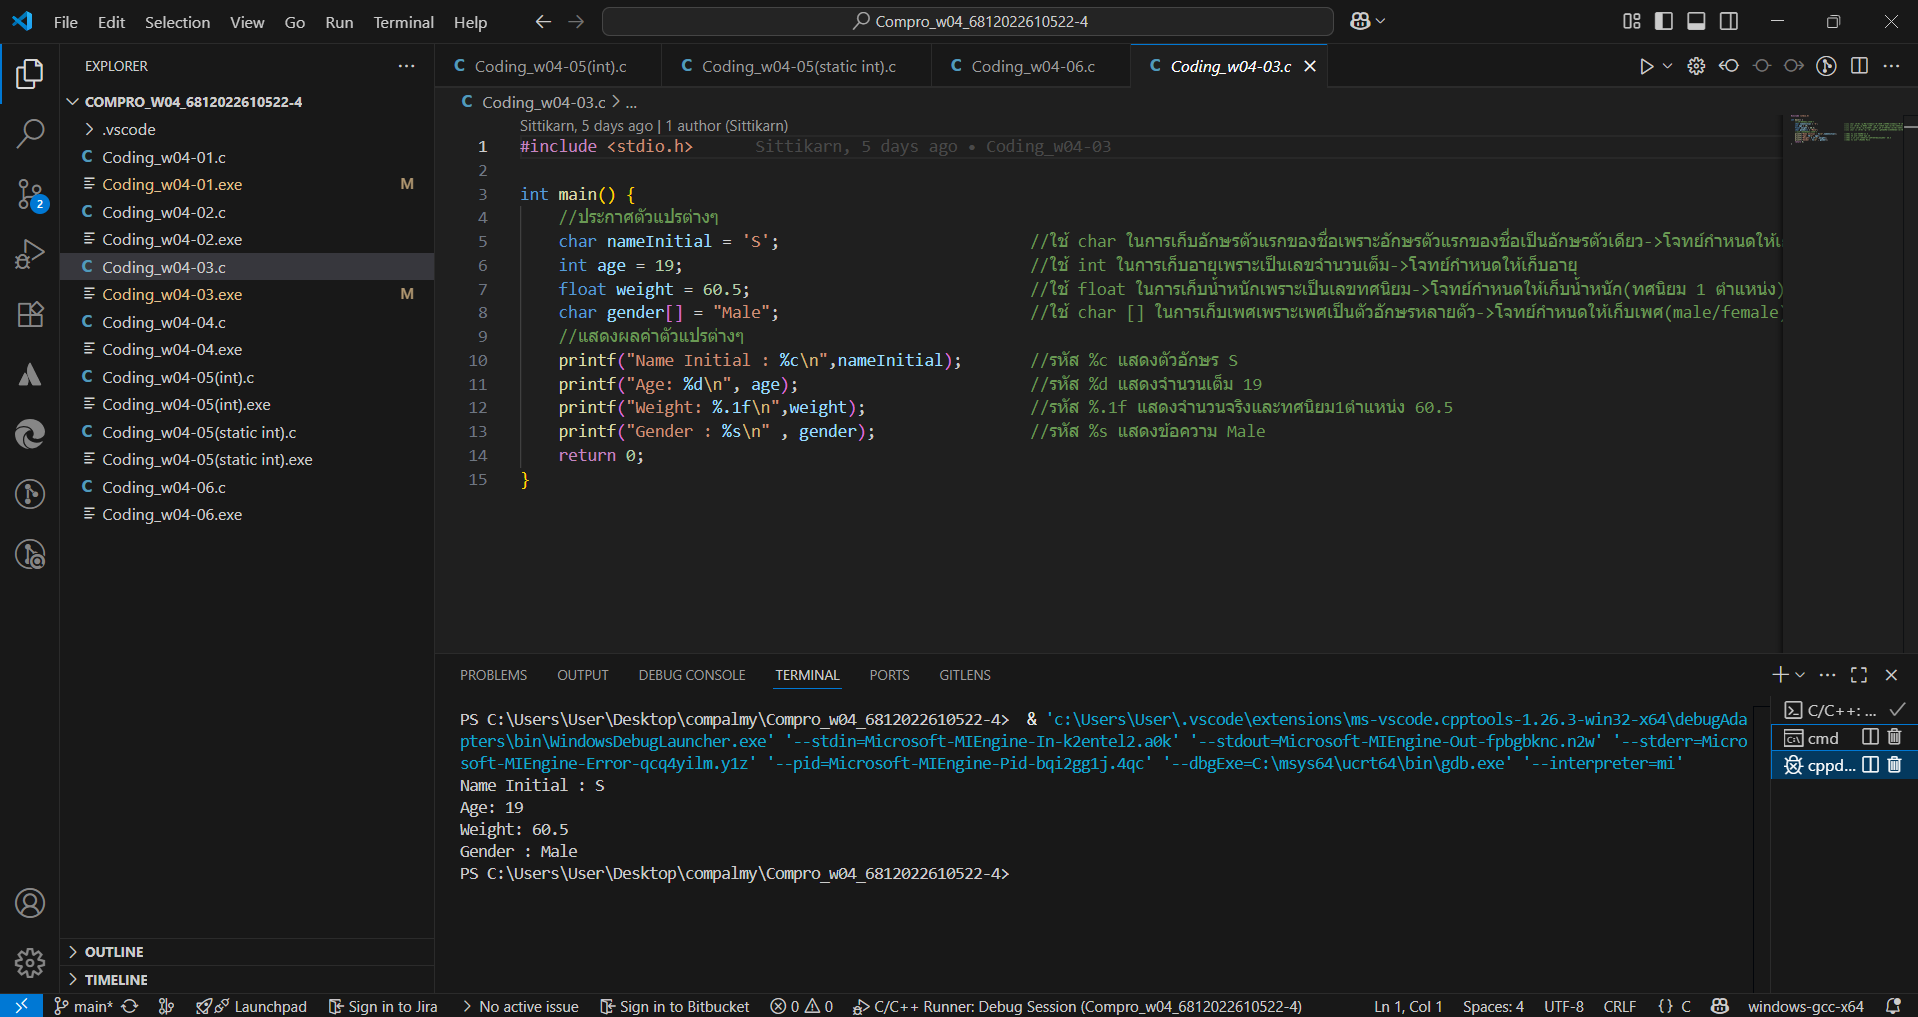 File Edit Selection View Go Run Terminal Help
Compro_w04_6812022610522-4
EXPLORER
COMPRO_W04_6812022610522-4
.vscode
C Coding_w04-01.c
Coding_w04-01.exe M
C Coding_w04-02.c
Coding_w04-02.exe
C Coding_w04-03.c
Coding_w04-03.exe M
C Coding_w04-04.c
Coding_w04-04.exe
C Coding_w04-05(int).c
Coding_w04-05(int).exe
C Coding_w04-05(static int).c
Coding_w04-05(static int).exe
C Coding_w04-06.c
Coding_w04-06.exe
OUTLINE
TIMELINE
2
C Coding_w04-05(int).c C Coding_w04-05(static int).c C Coding_w04-06.c C Coding_w04-03.c
C Coding_w04-03.c > ...
Sittikarn, 5 days ago | 1 author (Sittikarn)
1 #include <stdio.h> Sittikarn, 5 days ago • Coding_w04-03
2
3 int main() {
4 //ประกาศตัวแปรต่างๆ
5 char nameInitial = 'S'; //ใช้ char ในการเก็บอักษรตัวแรกของชื่อเพราะอักษรตัวแรกของชื่อเป็นอักษรตัวเดียว->โจทย์กำหนดให้
6 int age = 19; //ใช้ int ในการเก็บอายุเพราะเป็นเลขจำนวนเต็ม->โจทย์กำหนดให้เก็บอายุ
7 float weight = 60.5; //ใช้ float ในการเก็บน้ำหนักเพราะเป็นเลขทศนิยม->โจทย์กำหนดให้เก็บน้ำหนัก(ทศนิยม 1 ตำแหน่ง)
8 char gender[] = "Male"; //ใช้ char [] ในการเก็บเพศเพราะเพศเป็นตัวอักษรหลายตัว->โจทย์กำหนดให้เก็บเพศ(male/female)
9 //แสดงผลค่าตัวแปรต่างๆ
10 printf("Name Initial : %c\n",nameInitial); //รหัส %c แสดงตัวอักษร S
11 printf("Age: %d\n", age); //รหัส %d แสดงจำนวนเต็ม 19
12 printf("Weight: %.1f\n",weight); //รหัส %.1f แสดงจำนวนจริงและทศนิยม1ตำแหน่ง 60.5
13 printf("Gender : %s\n" , gender); //รหัส %s แสดงข้อความ Male
14 return 0;
15 }
PROBLEMS OUTPUT DEBUG CONSOLE TERMINAL PORTS GITLENS
PS C:\Users\User\Desktop\compalmy\Compro_w04_6812022610522-4> & 'c:\Users\User\.vscode\extensions\ms-vscode.cpptools-1.26.3-win32-x64\debugAda
pters\bin\WindowsDebugLauncher.exe' '--stdin=Microsoft-MIEngine-In-k2entel2.a0k' '--stdout=Microsoft-MIEngine-Out-fpbgbknc.n2w' '--stderr=Micro
soft-MIEngine-Error-qcq4yilm.y1z' '--pid=Microsoft-MIEngine-Pid-bqi2gg1j.4qc' '--dbgExe=C:\msys64\ucrt64\bin\gdb.exe' '--interpreter=mi'
Name Initial : S
Age: 19
Weight: 60.5
Gender : Male
PS C:\Users\User\Desktop\compalmy\Compro_w04_6812022610522-4>
C/C++: ...
cmd
cppd...
main* Launchpad Sign in to Jira No active issue Sign in to Bitbucket 0 0 C/C++ Runner: Debug Session (Compro_w04_6812022610522-4) Ln 1, Col 1 Spaces: 4 UTF-8 CRLF {} C windows-gcc-x64